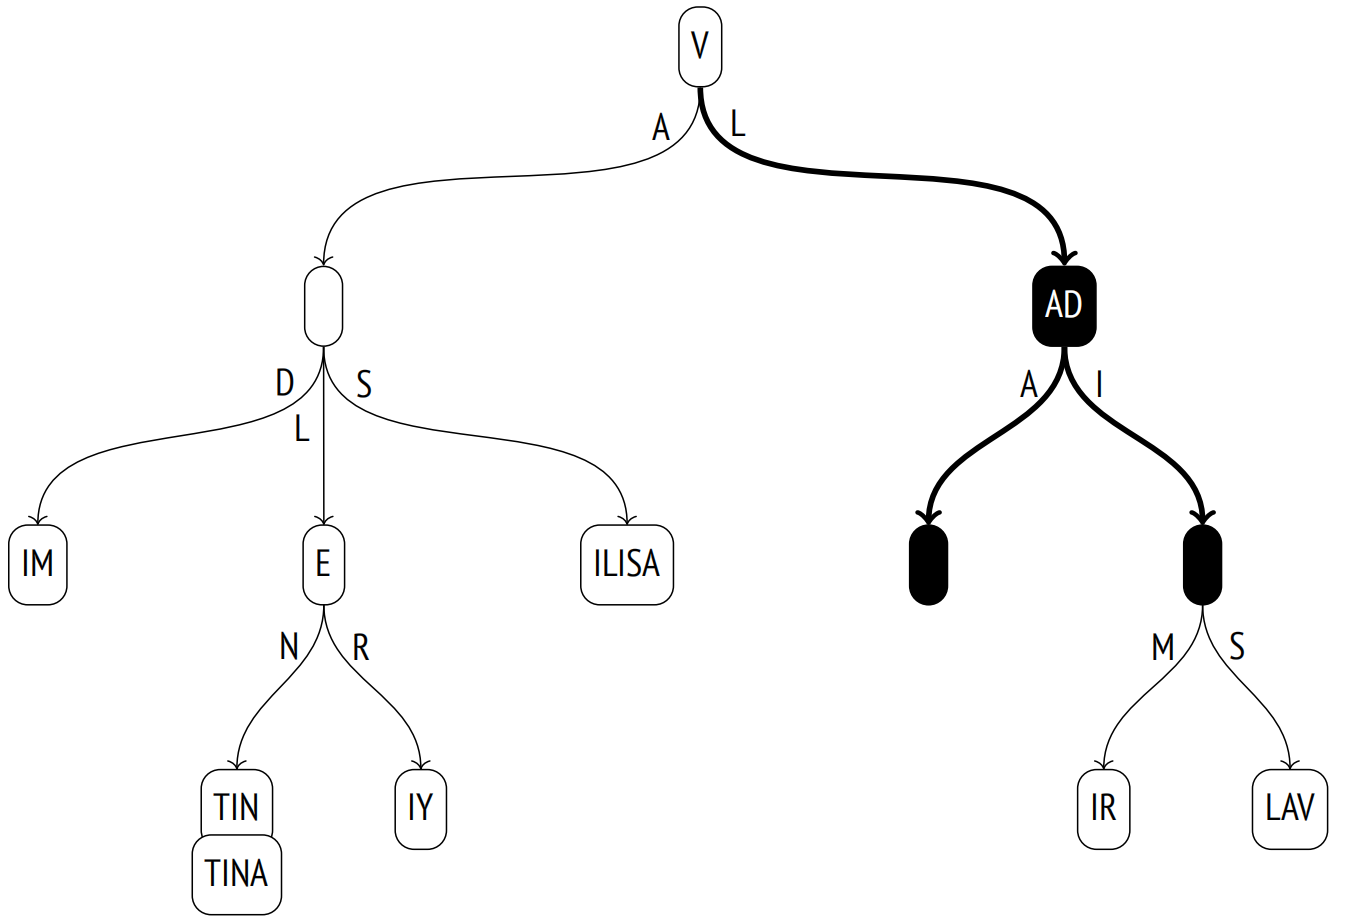 V
A L
AD
D S A I
L
IM E ILISA
N R M S
TIN IY IR LAV
TINA